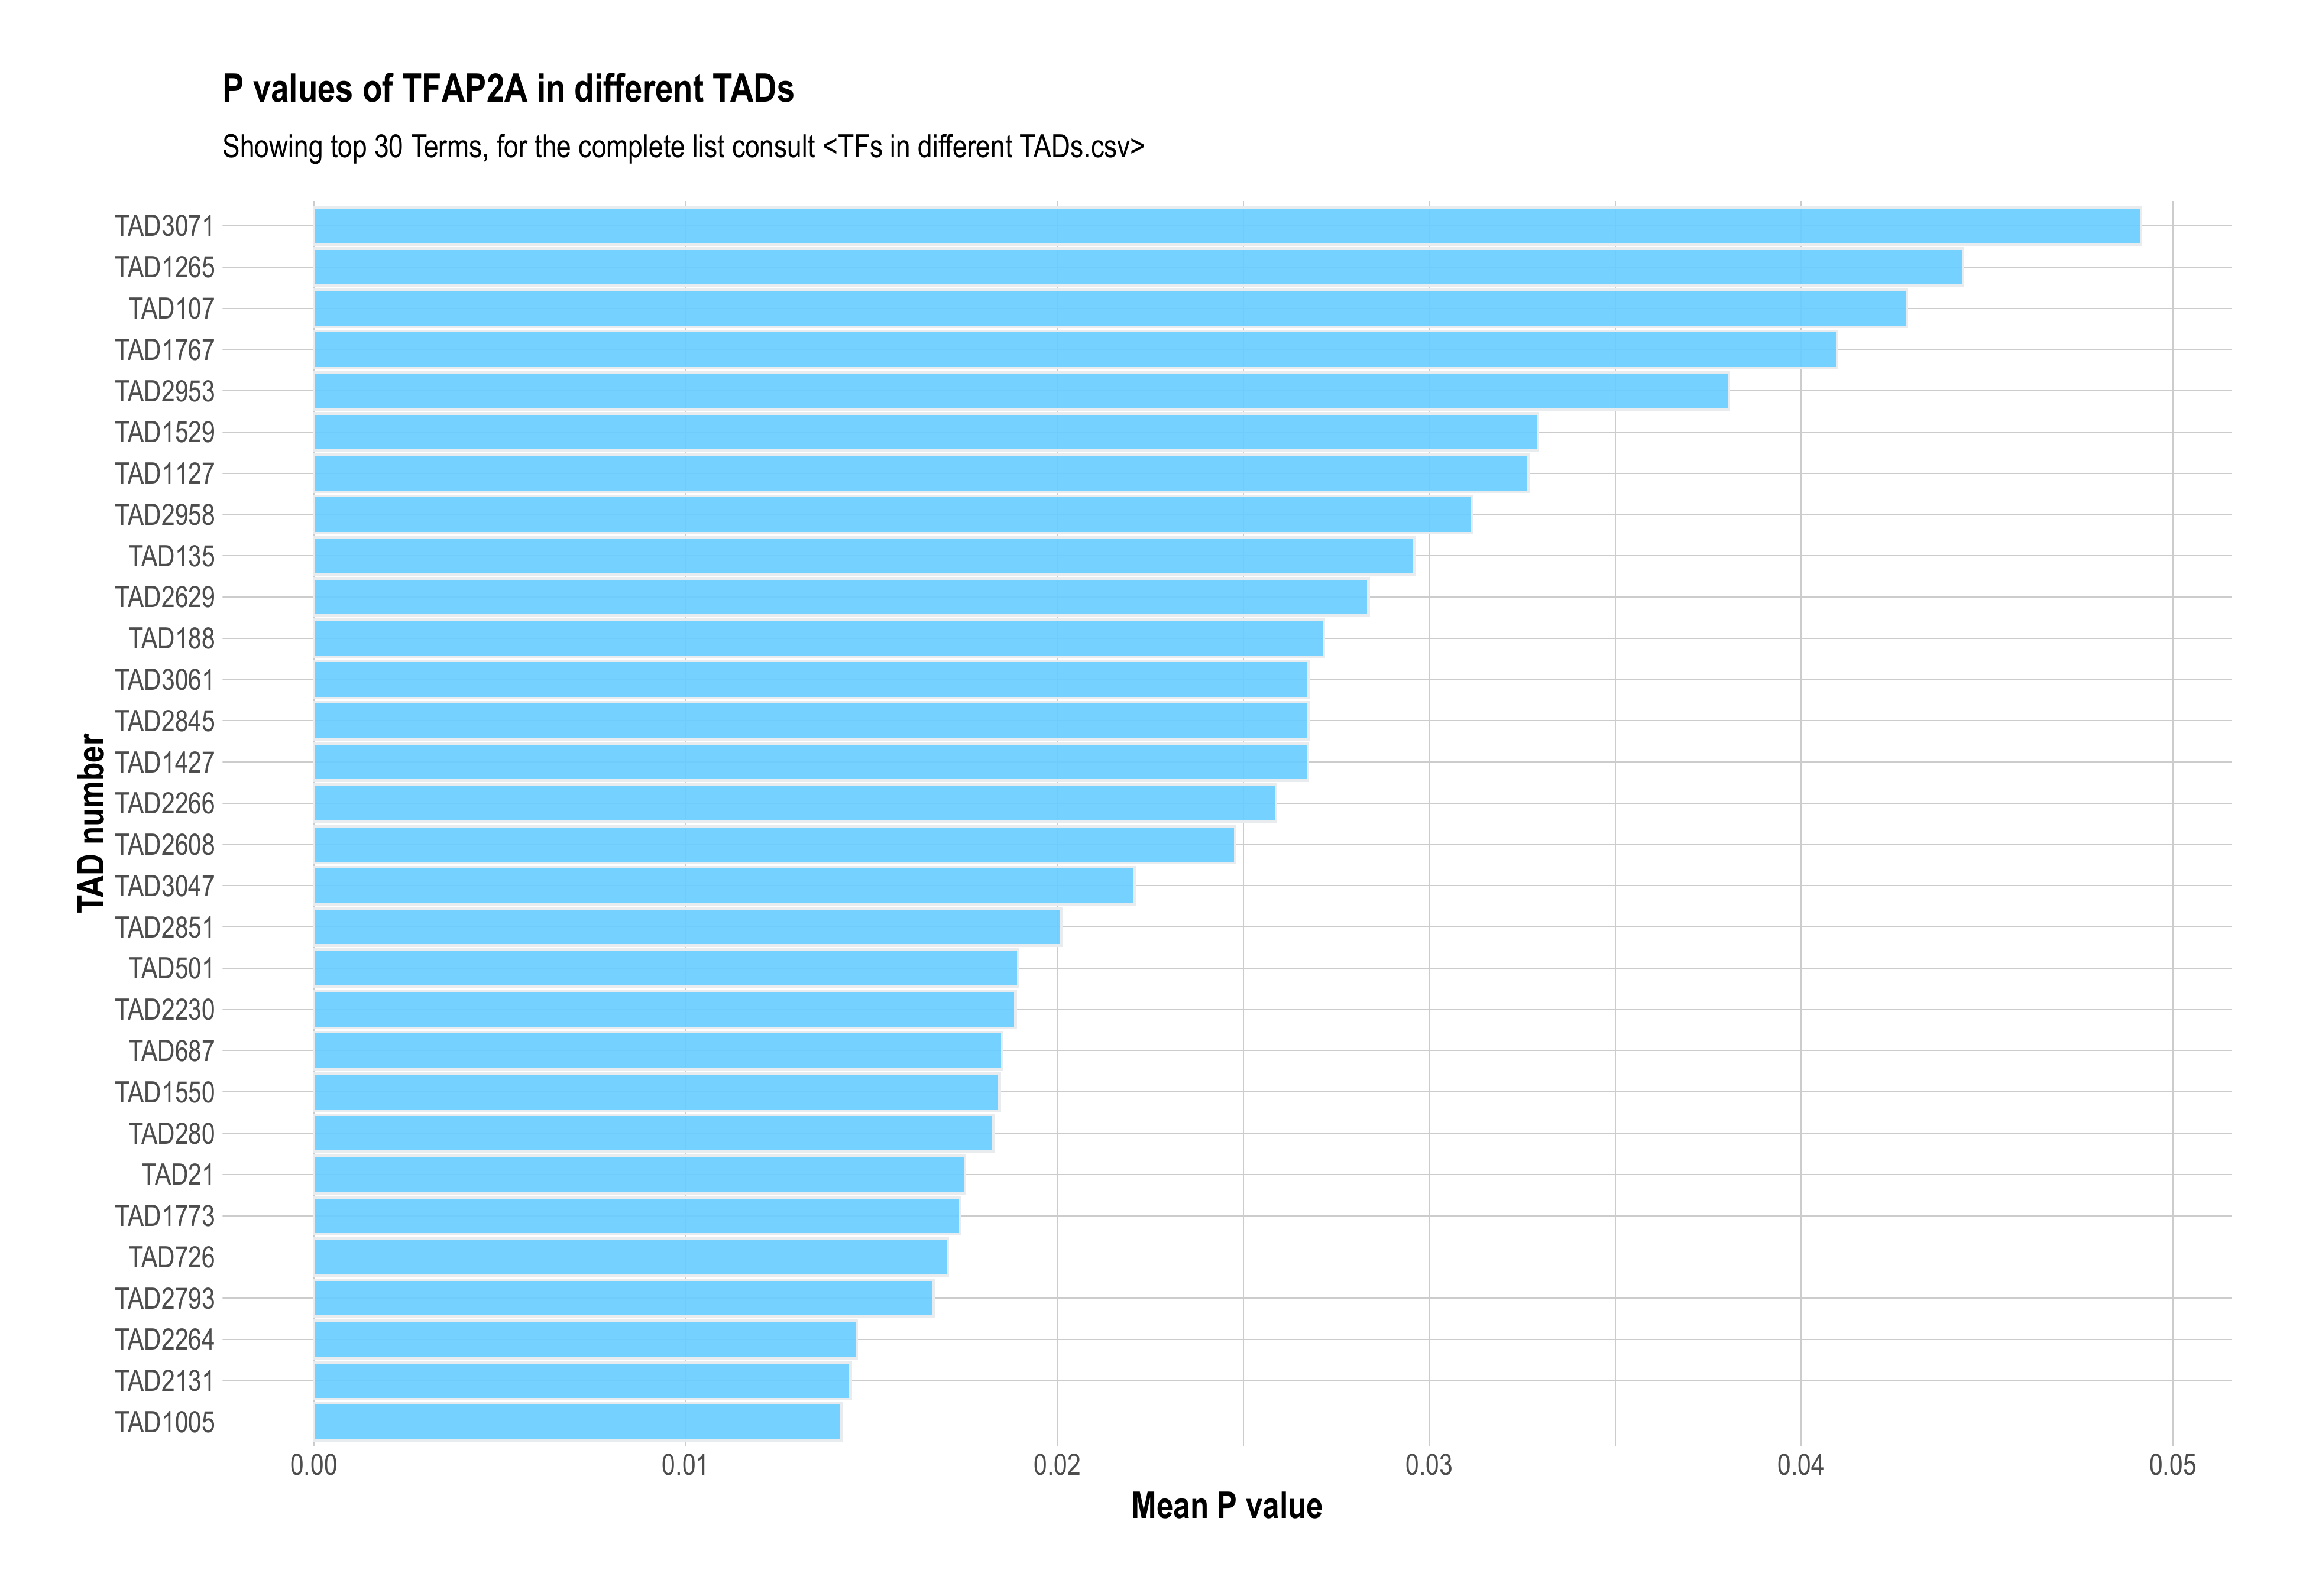 P values of TFAP2A in different TADs
Showing top 30 Terms, for the complete list consult <TFs in different TADs.csv>
TAD number
TAD3071
TAD1265
TAD107
TAD1767
TAD2953
TAD1529
TAD1127
TAD2958
TAD135
TAD2629
TAD188
TAD3061
TAD2845
TAD1427
TAD2266
TAD2608
TAD3047
TAD2851
TAD501
TAD2230
TAD687
TAD1550
TAD280
TAD21
TAD1773
TAD726
TAD2793
TAD2264
TAD2131
TAD1005
0.00 0.01 0.02 0.03 0.04 0.05
Mean P value